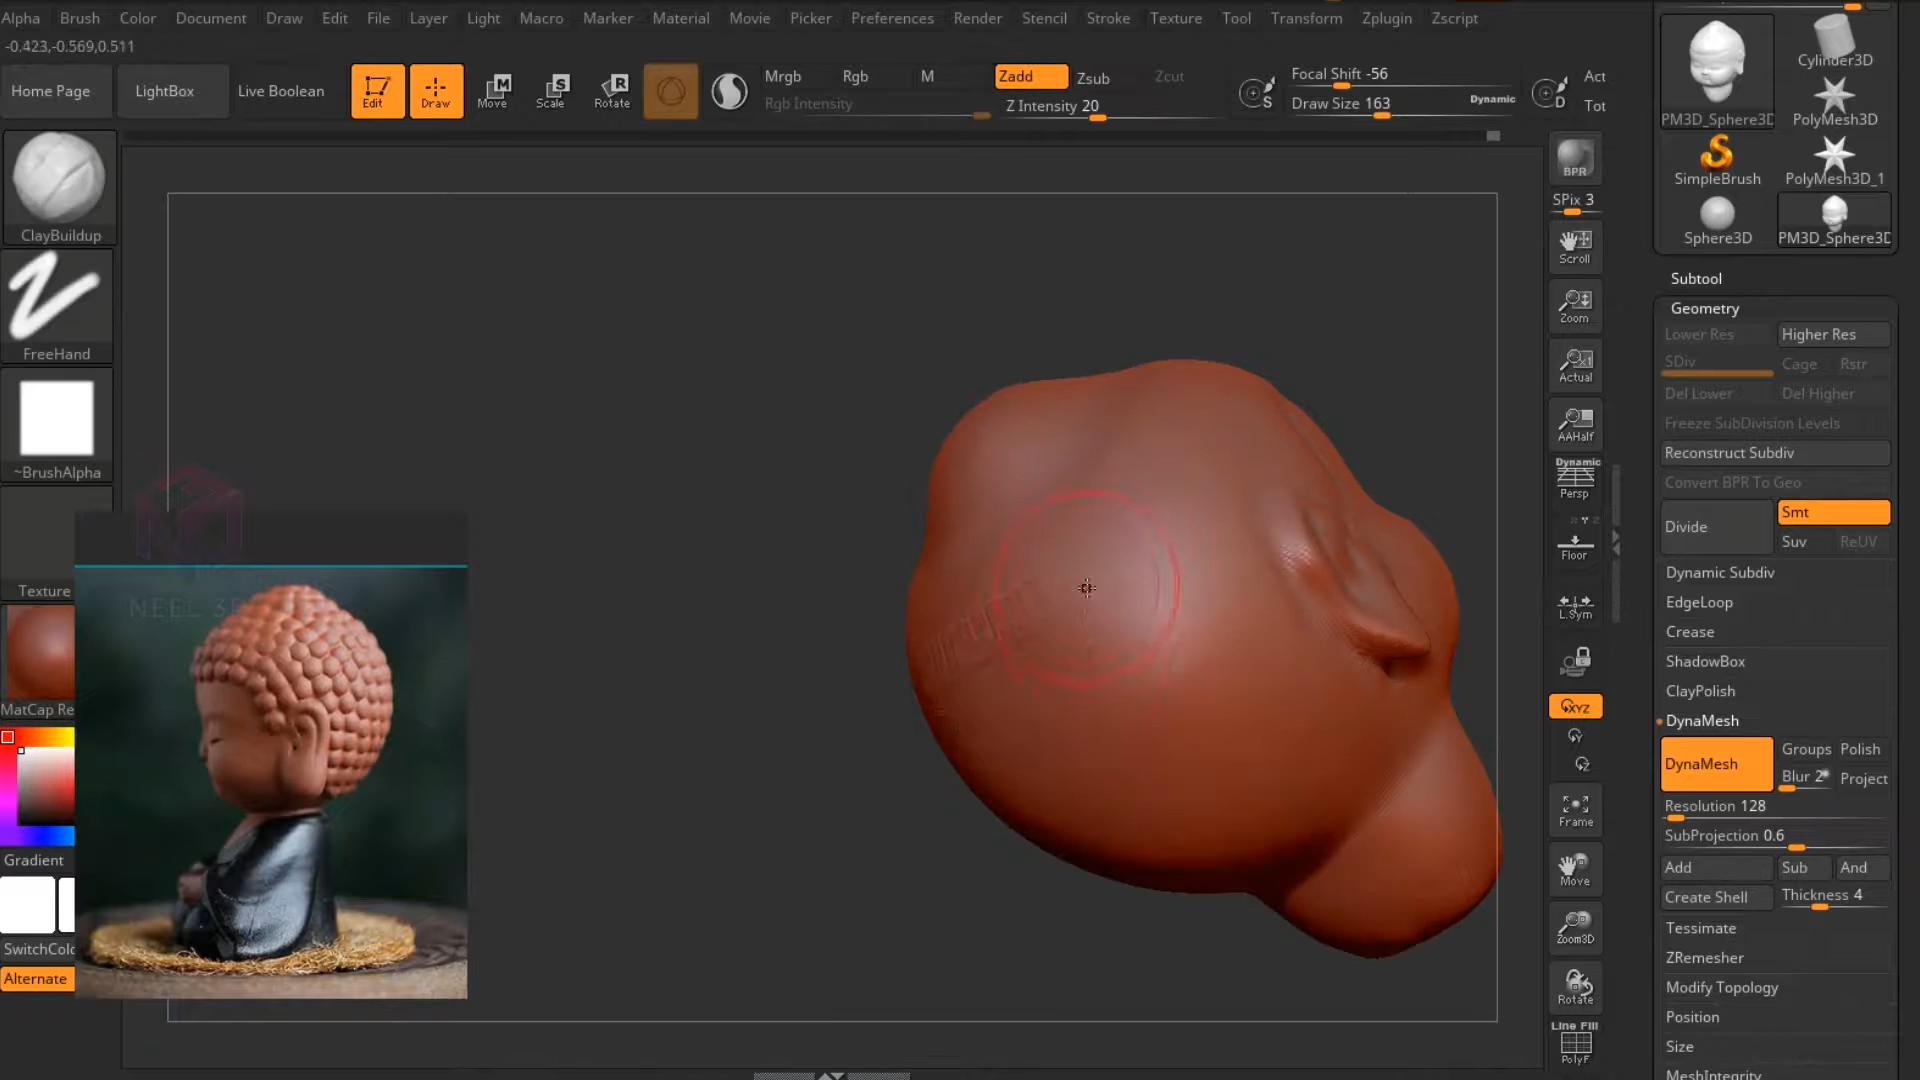 Alpha Brush Color Document Draw Edit File Layer Light Macro Marker Material Movie Picker Preferences Render Stencil Stroke Texture Tool Transform Zplugin Zscript
-0.423,-0.569,0.511
Home Page LightBox Live Boolean Edit Draw Move Scale Rotate
Mrgb Rgb M Zadd Zsub Zcut
Rgb Intensity Z Intensity 20
Focal Shift -56
Draw Size 163 Dynamic
S D
Act
Tot
ClayBuildup
FreeHand
~BrushAlpha
Texture
MatCap Re
Gradient
SwitchColo
Alternate
NEEL 3D
BPR
SPix 3
Scroll
Zoom
Actual
AAHalf
Dynamic
Persp
Floor
L.Sym
XYZ
Y
Z
Frame
Move
Zoom3D
Rotate
Line Fill
PolyF
PM3D_Sphere3D
Cylinder3D
PolyMesh3D
SimpleBrush
PolyMesh3D_1
Sphere3D
PM3D_Sphere3D
Subtool
Geometry
Lower Res Higher Res
SDiv Cage Rstr
Del Lower Del Higher
Freeze SubDivision Levels
Reconstruct Subdiv
Convert BPR To Geo
Divide Smt
Suv ReUV
Dynamic Subdiv
EdgeLoop
Crease
ShadowBox
ClayPolish
DynaMesh
DynaMesh Groups Polish
Blur 2 Project
Resolution 128
SubProjection 0.6
Add Sub And
Create Shell Thickness 4
Tessimate
ZRemesher
Modify Topology
Position
Size
MeshIntegrity